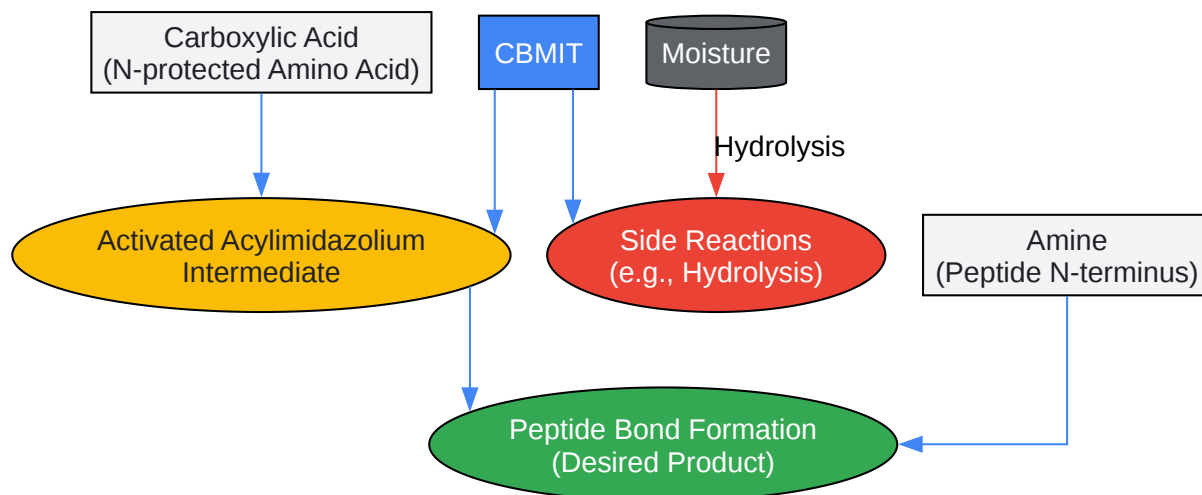 Carboxylic Acid
(N-protected Amino Acid)
CBMIT
Moisture
Hydrolysis
Activated Acylimidazolium
Intermediate
Side Reactions
(e.g., Hydrolysis)
Amine
(Peptide N-terminus)
Peptide Bond Formation
(Desired Product)